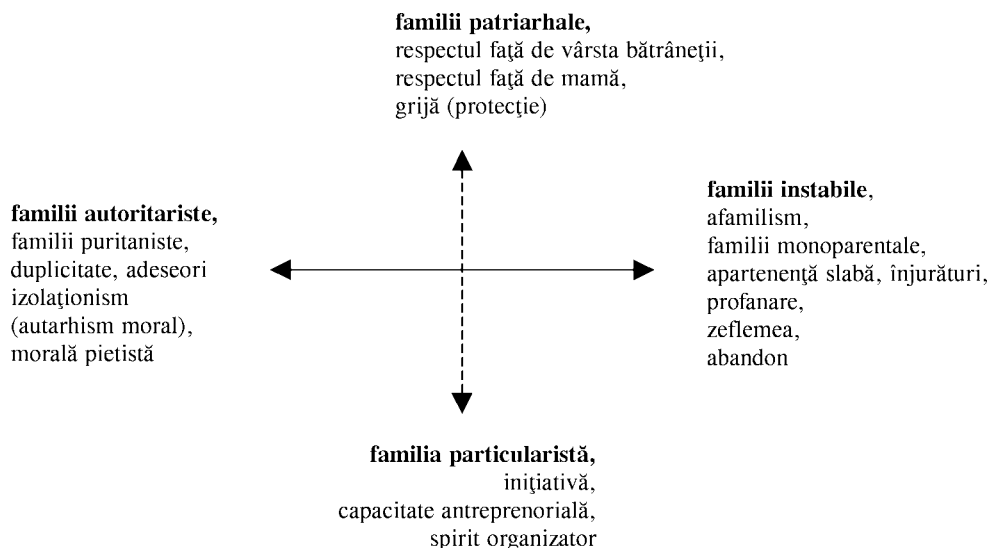 familii patriarhale,
respectul faţă de vârsta bătrâneţii,
respectul faţă de mamă,
grijă (protecţie)
familii autoritariste,
familii puritaniste,
duplicitate, adeseori
izolaţionism
(autarhism moral),
morală pietistă
familii instabile,
afamilism,
familii monoparentale,
apartenenţă slabă, înjurături,
profanare,
zeflemea,
abandon
familia particularistă,
iniţiativă,
capacitate antreprenorială,
spirit organizator